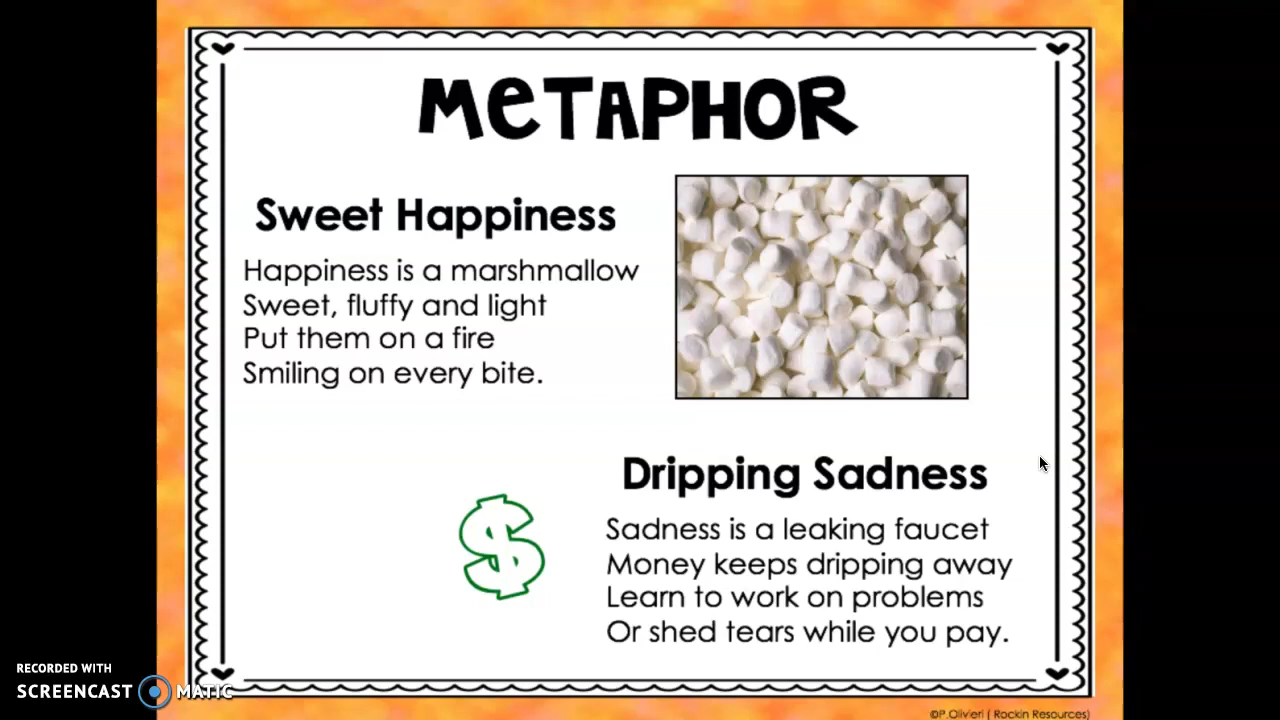 METAPHOR
Sweet Happiness
Happiness is a marshmallow
Sweet, fluffy and light
Put them on a fire
Smiling on every bite.
$
Dripping Sadness
Sadness is a leaking faucet
Money keeps dripping away
Learn to work on problems
Or shed tears while you pay.
RECORDED WITH
SCREENCAST MATIC
©P.Olivieri ( Rockin Resources)